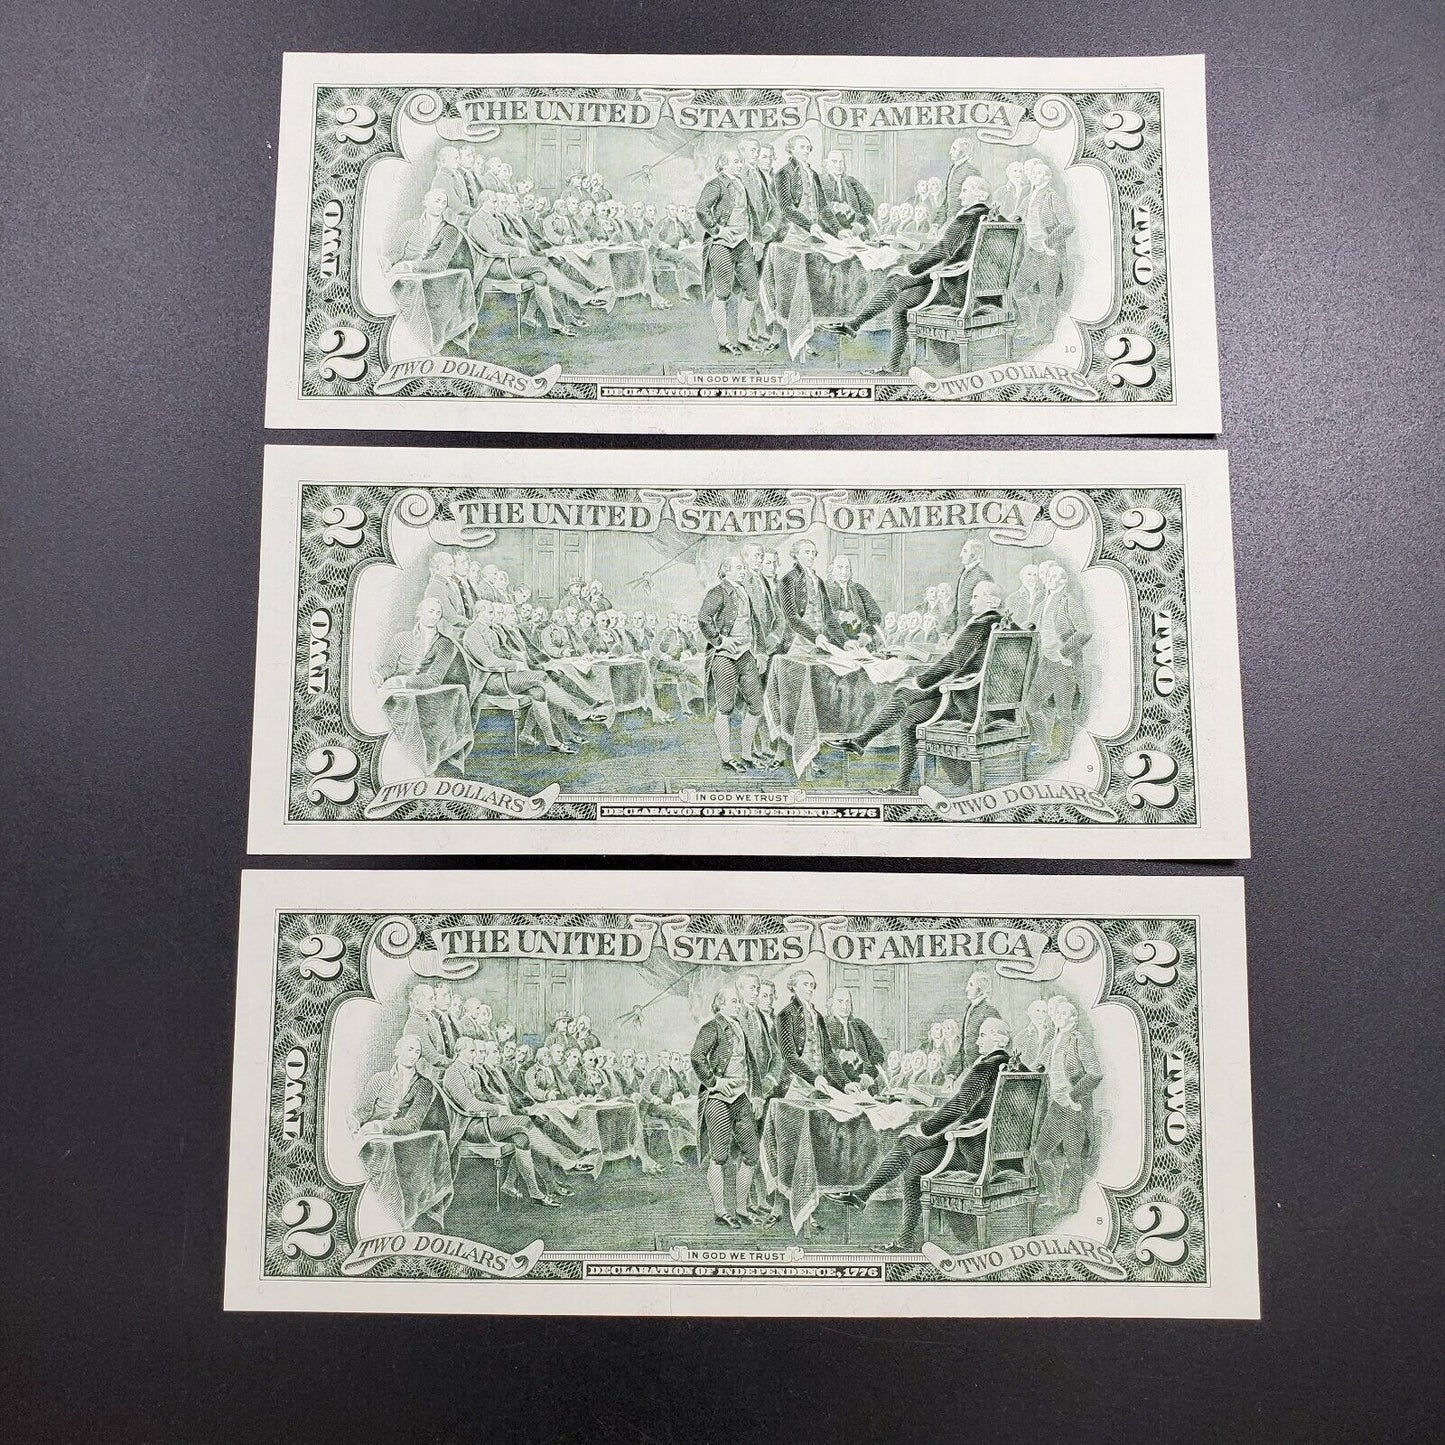 2 THE UNITED STATES OF AMERICA 2
TWO TWO
10
2 TWO DOLLARS IN GOD WE TRUST TWO DOLLARS 2
DECLARATION OF INDEPENDENCE, 1776
2 THE UNITED STATES OF AMERICA 2
TWO TWO
9
2 TWO DOLLARS IN GOD WE TRUST TWO DOLLARS 2
DECLARATION OF INDEPENDENCE, 1776
2 THE UNITED STATES OF AMERICA 2
TWO TWO
8
2 TWO DOLLARS IN GOD WE TRUST TWO DOLLARS 2
DECLARATION OF INDEPENDENCE, 1776